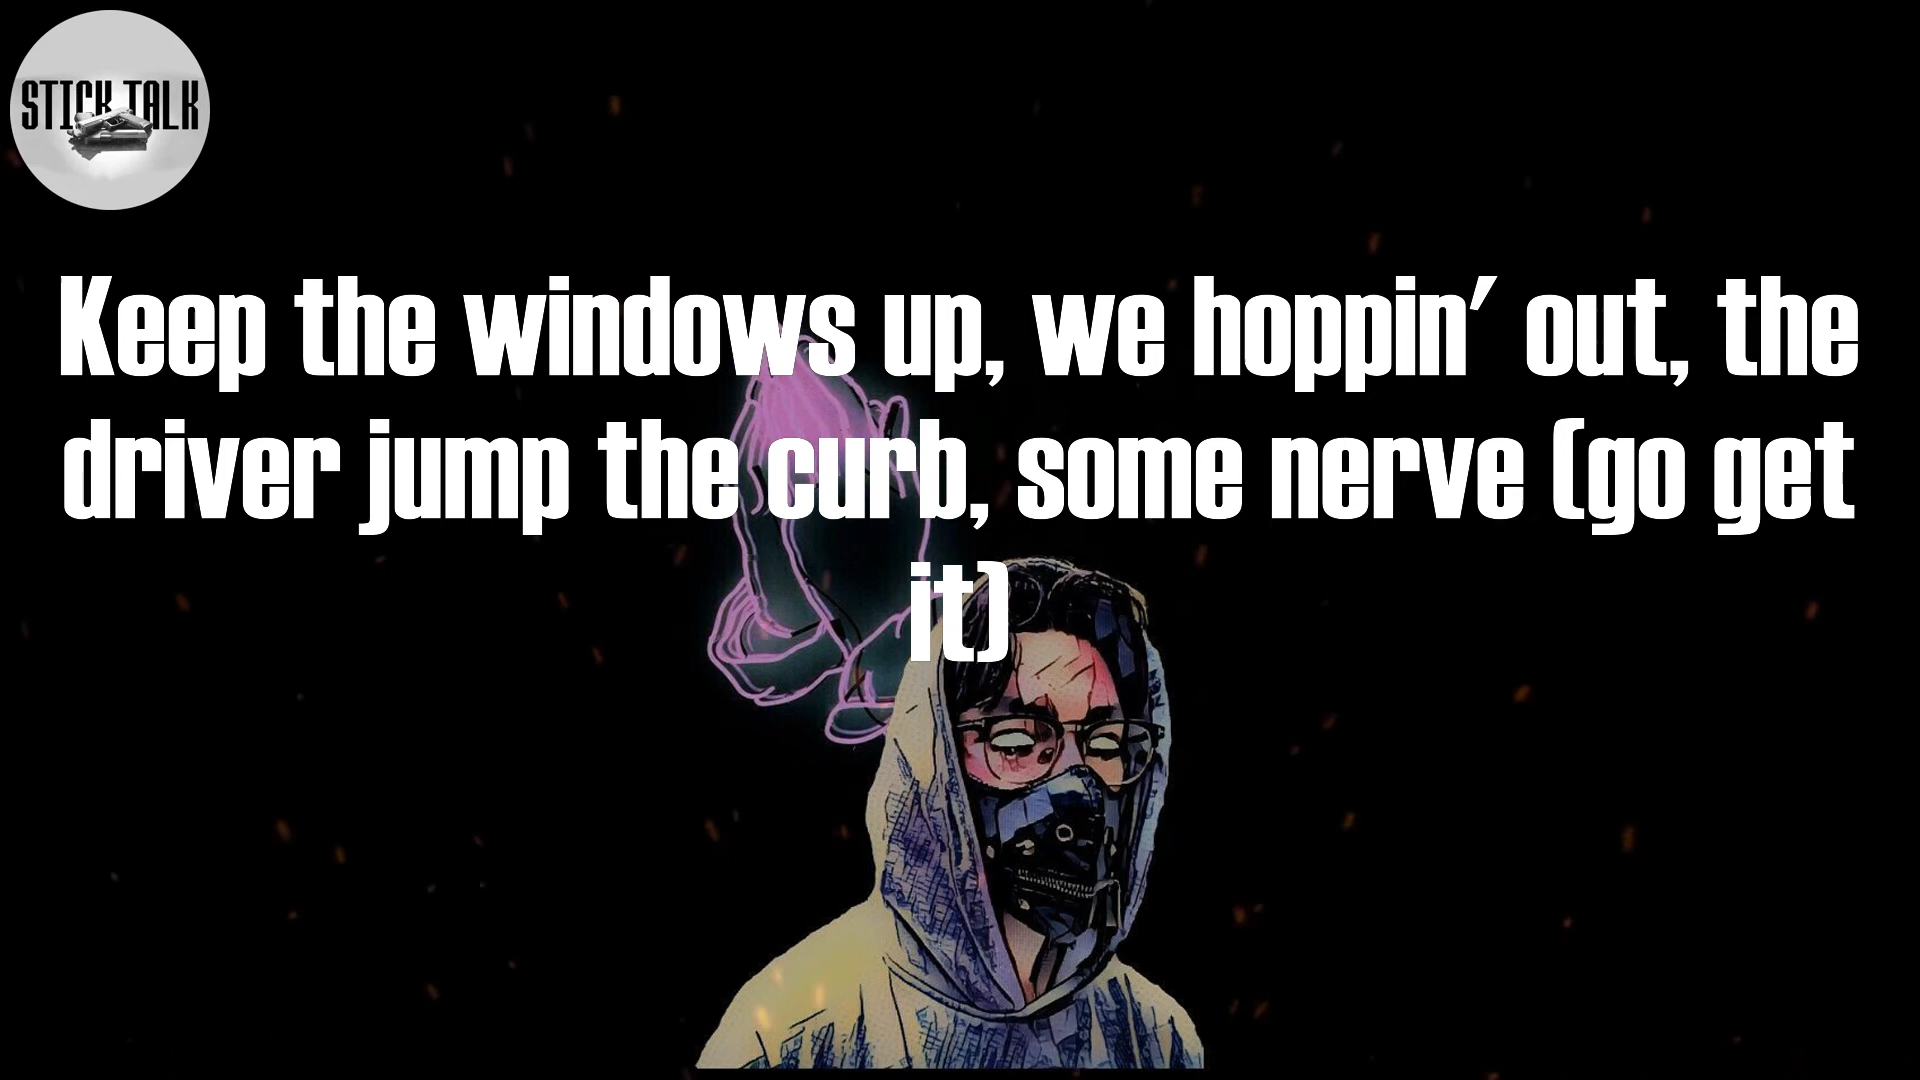 STICK TALK
Keep the windows up, we hoppin' out, the
driver jump the curb, some nerve (go get
it)